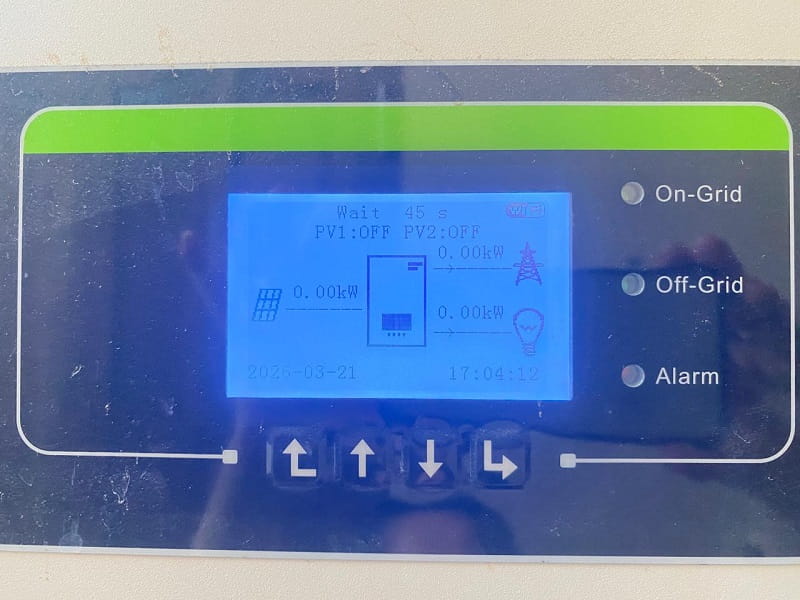 Wait 45 s
WiFi
PV1:OFF PV2:OFF
0.00kW
0.00kW
0.00kW
2026-03-21 17:04:12
On-Grid
Off-Grid
Alarm